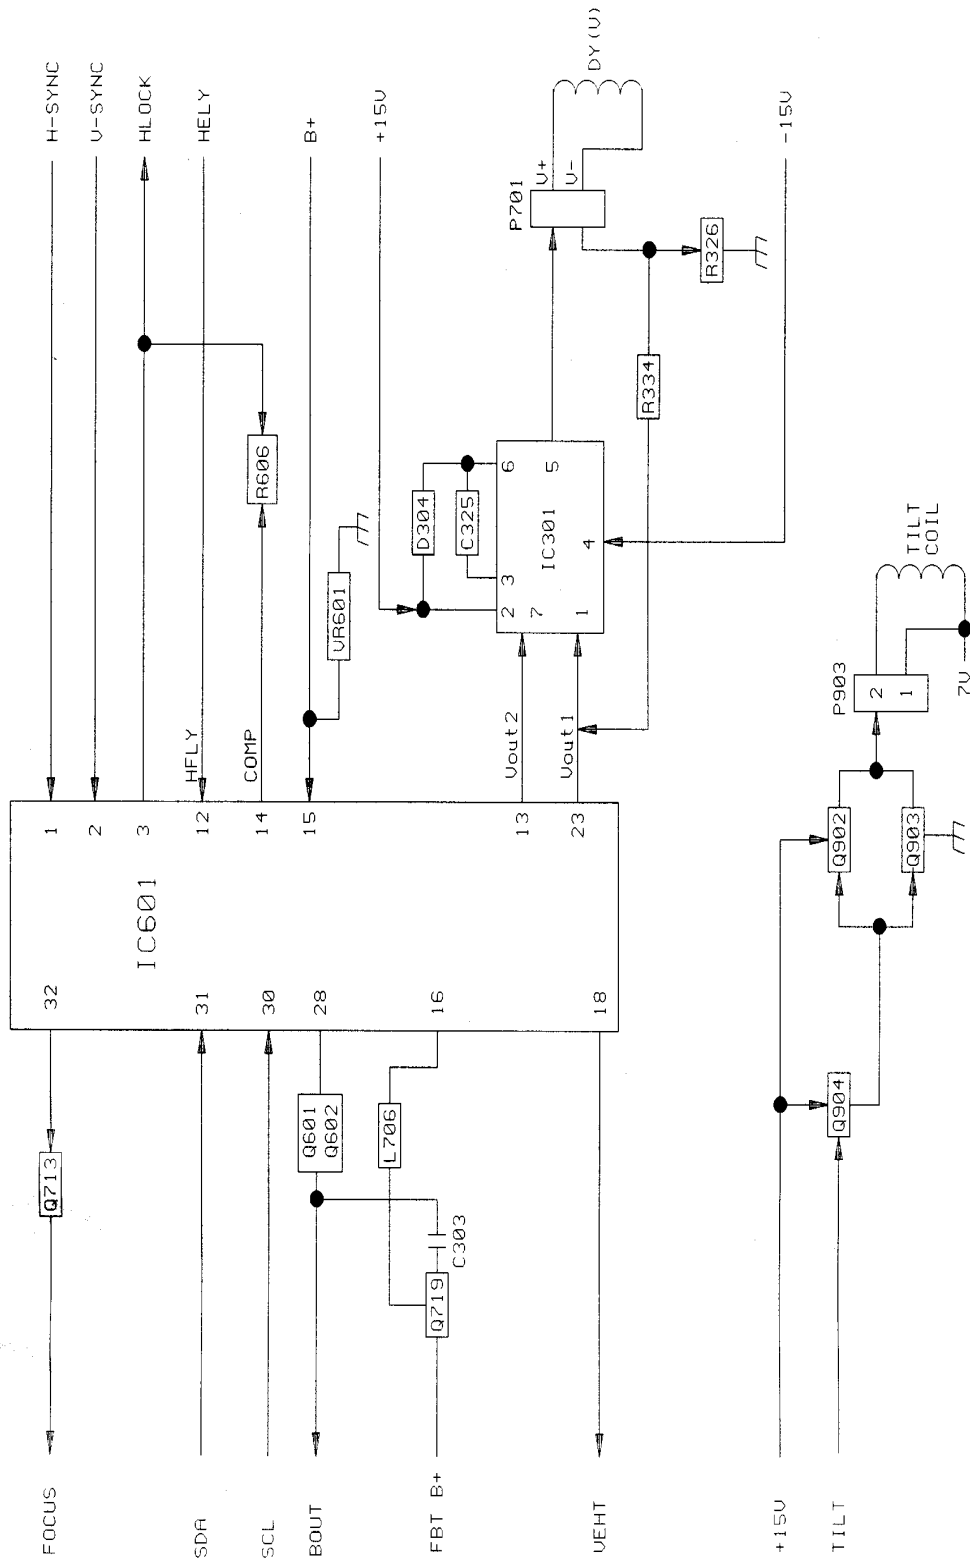 H-SYNC
V-SYNC
HLOCK
HELY
B+
+15V
DY(V)
-15V
V+
V-
P701
R326
R334
R606
D304
C325
6
5
3
IC301
4
2
7
1
VR601
HFLY
COMP
Vout2
Vout1
1
2
3
12
14
15
13
23
IC601
32
31
30
28
16
18
Q713
Q601
Q602
L706
C303
Q719
FOCUS
SDA
SCL
BOUT
FBT B+
VEHT
TILT
COIL
P903
2
1
7V
Q902
Q903
Q904
+15V
TILT